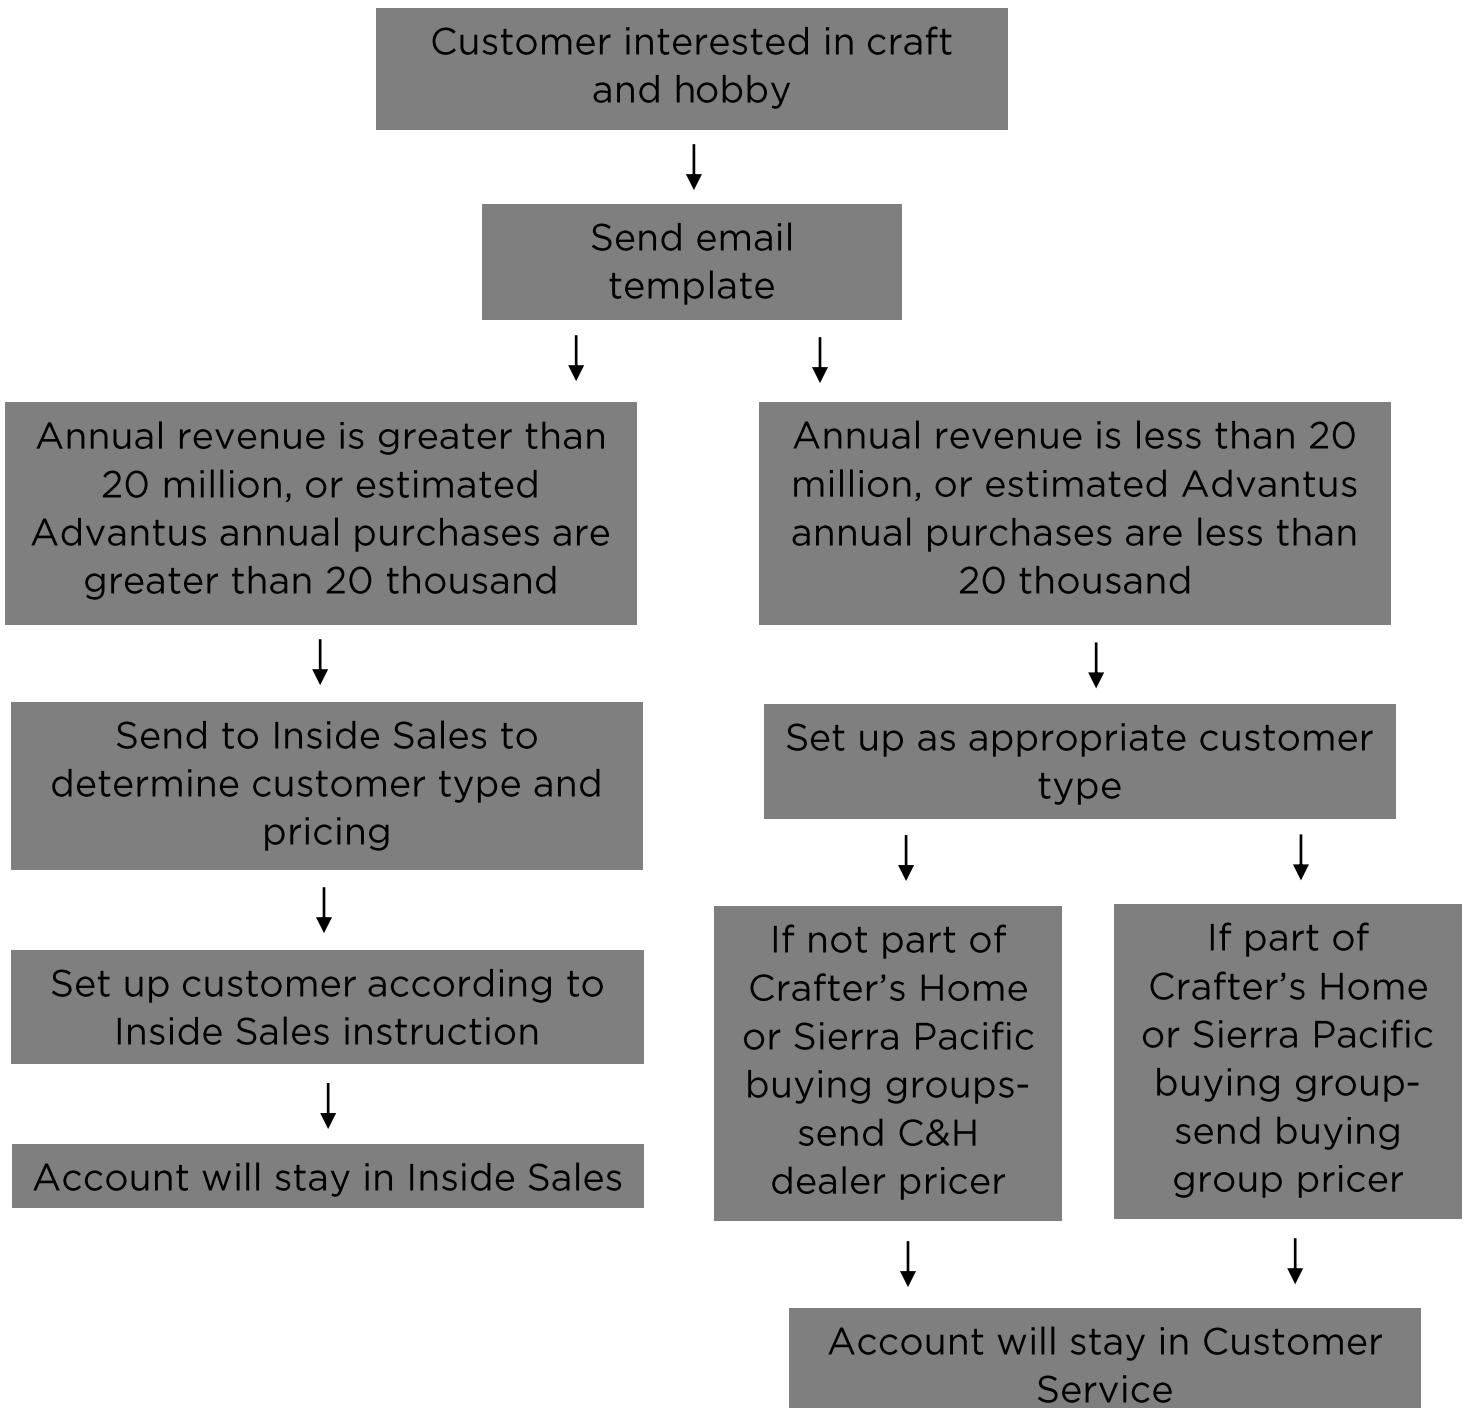 Customer interested in craft
and hobby
Send email
template
Annual revenue is greater than
20 million, or estimated
Advantus annual purchases are
greater than 20 thousand
Annual revenue is less than 20
million, or estimated Advantus
annual purchases are less than
20 thousand
Send to Inside Sales to
determine customer type and
pricing
Set up as appropriate customer
type
Set up customer according to
Inside Sales instruction
Account will stay in Inside Sales
If not part of
Crafter’s Home
or Sierra Pacific
buying groups-
send C&H
dealer pricer
If part of
Crafter’s Home
or Sierra Pacific
buying group-
send buying
group pricer
Account will stay in Customer
Service